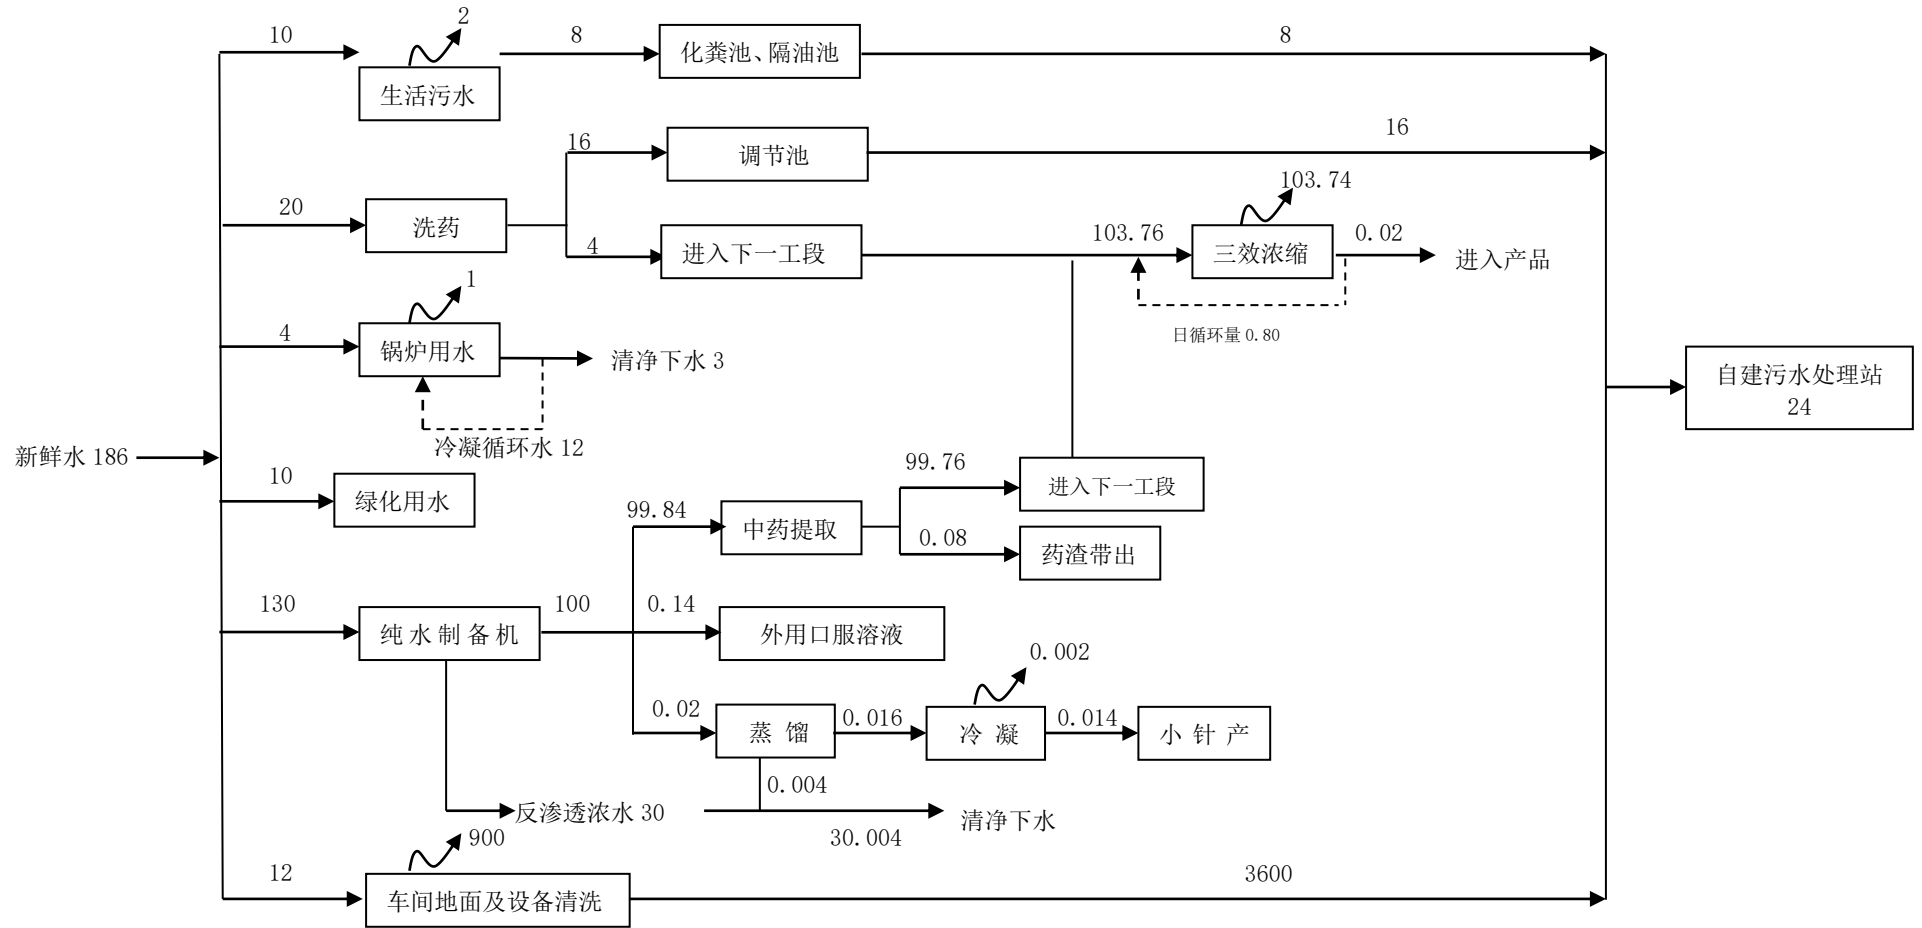 2
10
8
8
化粪池、隔油池
生活污水
16
16
调节池
103.74
20
洗药
4
进入下一工段
103.76
三效浓缩
0.02
进入产品
1
4
锅炉用水
清净下水 3
日循环量 0.80
自建污水处理站
24
冷凝循环水 12
新鲜水 186
10
绿化用水
99.76
进入下一工段
99.84
中药提取
0.08
药渣带出
130
纯水制备机
100
0.14
外用口服溶液
0.002
0.02
蒸 馏
0.016
冷 凝
0.014
小 针 产
0.004
反渗透浓水 30
清净下水
30.004
900
12
车间地面及设备清洗
3600